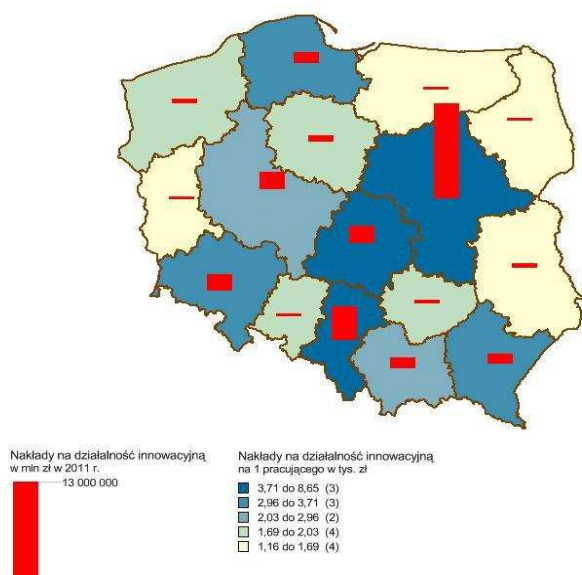 Nakłady na działalność innowacyjną
w mln zł w 2011 r.
13 000 000
Nakłady na działalność innowacyjną
na 1 pracującego w tys. zł
3,71 do 8,65 (3)
2,96 do 3,71 (3)
2,03 do 2,96 (2)
1,69 do 2,03 (4)
1,16 do 1,69 (4)